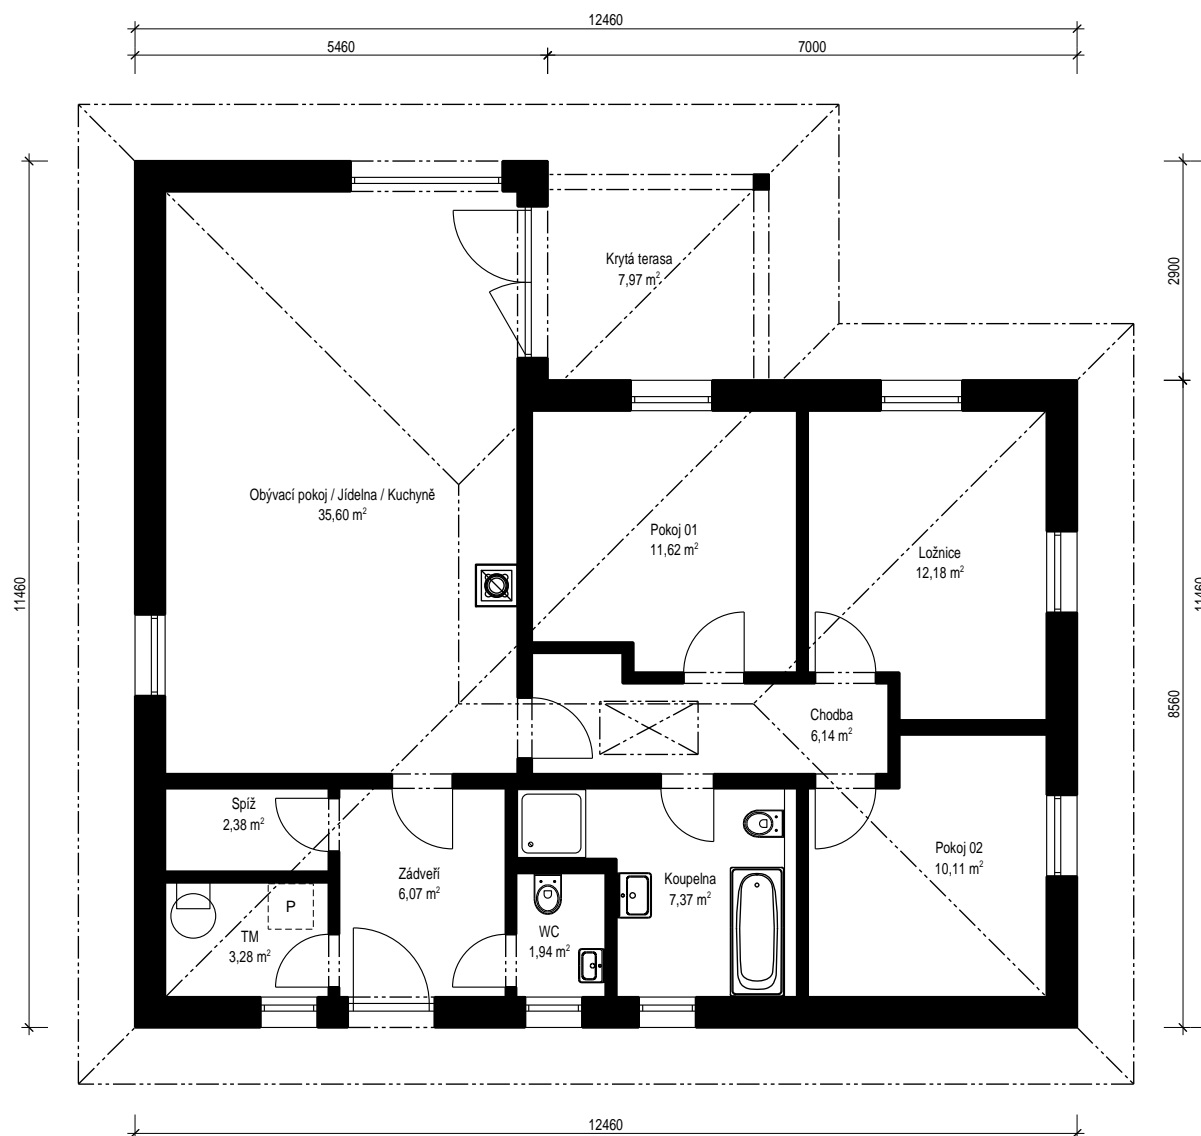 12460
5460
7000
Krytá terasa
7,97 m²
2900
Obývací pokoj / Jídelna / Kuchyně
35,60 m²
Pokoj 01
11,62 m²
Ložnice
12,18 m²
11460
11460
8560
Chodba
6,14 m²
Spíž
2,38 m²
Zádveří
6,07 m²
Koupelna
7,37 m²
Pokoj 02
10,11 m²
P
TM
3,28 m²
WC
1,94 m²
12460